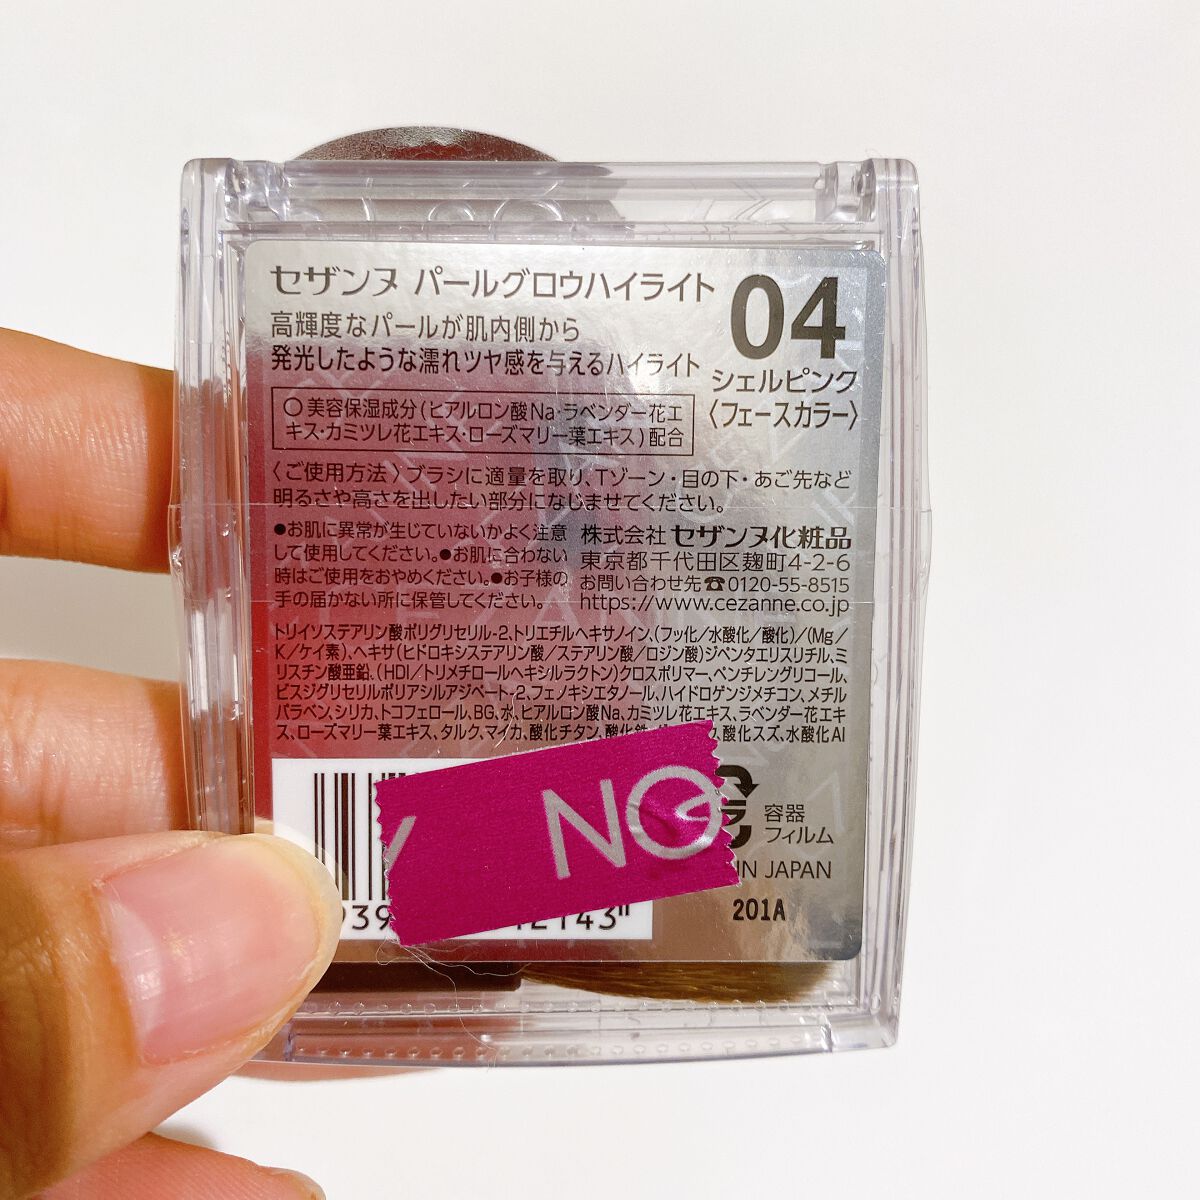 セザンヌ パールグロウハイライト
04
高輝度なパールが肌内側から
発光したような濡れツヤ感を与えるハイライト
シェルピンク
〈フェースカラー〉
○美容保湿成分(ヒアルロン酸Na・ラベンダー花エ
キス・カミツレ花エキス・ローズマリー葉エキス)配合
〈ご使用方法〉ブラシに適量を取り、Tゾーン・目の下・あご先など
明るさや高さを出したい部分になじませてください。
●お肌に異常が生じていないかよく注意
して使用してください。●お肌に合わない
時はご使用をおやめください。●お子様の
手の届かない所に保管してください。
株式会社 セザンヌ化粧品
東京都千代田区麹町4-2-6
お問い合わせ先☎0120-55-8515
https://www.cezanne.co.jp
トリイソステアリン酸ポリグリセリル-2、トリエチルヘキサノイン、(フッ化/水酸化/酸化)/(Mg/
K/ケイ素)、ヘキサ(ヒドロキシステアリン酸/ステアリン酸/ロジン酸)ジペンタエリスリチル、ミ
リスチン酸亜鉛、(HDI/トリメチロールヘキシルラクトン)クロスポリマー、ペンチレングリコール、
ビスジグリセリルポリアシルアジペート-2、フェノキシエタノール、ハイドロゲンジメチコン、メチル
パラベン、シリカ、トコフェロール、BG、水、ヒアルロン酸Na、カミツレ花エキス、ラベンダー花エキ
ス、ローズマリー葉エキス、タルク、マイカ、酸化チタン、酸化鉄、酸化スズ、水酸化Al
NO
プラ
容器
フィルム
IN JAPAN
201A